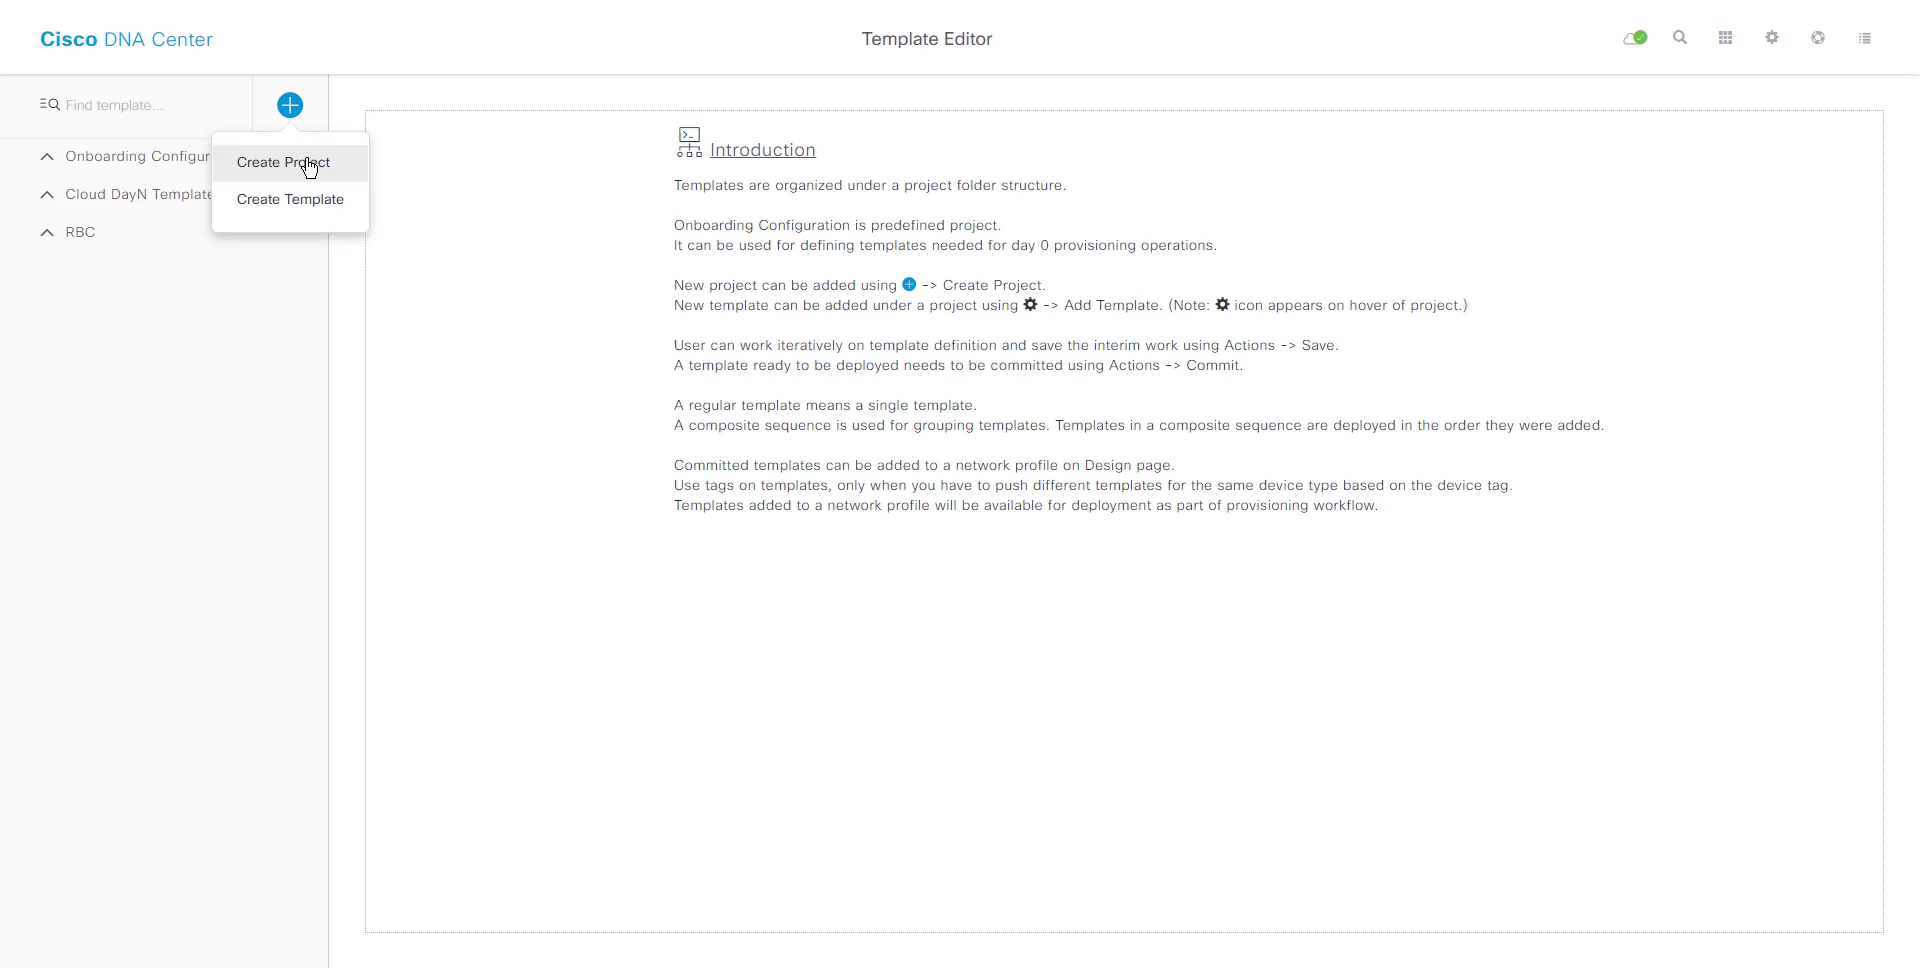 Cisco DNA Center
Template Editor
Find template...
Onboarding Configur
Cloud DayN Template
RBC
Create Project
Create Template
Introduction
Templates are organized under a project folder structure.
Onboarding Configuration is predefined project.
It can be used for defining templates needed for day 0 provisioning operations.
New project can be added using -> Create Project.
New template can be added under a project using -> Add Template. (Note: icon appears on hover of project.)
User can work iteratively on template definition and save the interim work using Actions -> Save.
A template ready to be deployed needs to be committed using Actions -> Commit.
A regular template means a single template.
A composite sequence is used for grouping templates. Templates in a composite sequence are deployed in the order they were added.
Committed templates can be added to a network profile on Design page.
Use tags on templates, only when you have to push different templates for the same device type based on the device tag.
Templates added to a network profile will be available for deployment as part of provisioning workflow.